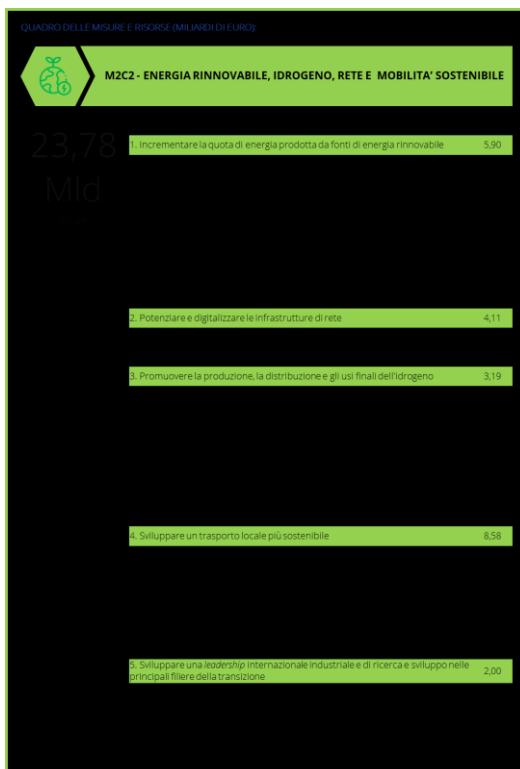 QUADRO DELLE MISURE E RISORSE (MILIARDI DI EURO):
M2C2 - ENERGIA RINNOVABILE, IDROGENO, RETE E MOBILITA' SOSTENIBILE
23,78
Mld
1. Incrementare la quota di energia prodotta da fonti di energia rinnovabile 5,90
2. Potenziare e digitalizzare le infrastrutture di rete 4,11
3. Promuovere la produzione, la distribuzione e gli usi finali dell'idrogeno 3,19
4. Sviluppare un trasporto locale più sostenibile 8,58
5. Sviluppare una leadership internazionale industriale e di ricerca e sviluppo nelle
principali filiere della transizione 2,00